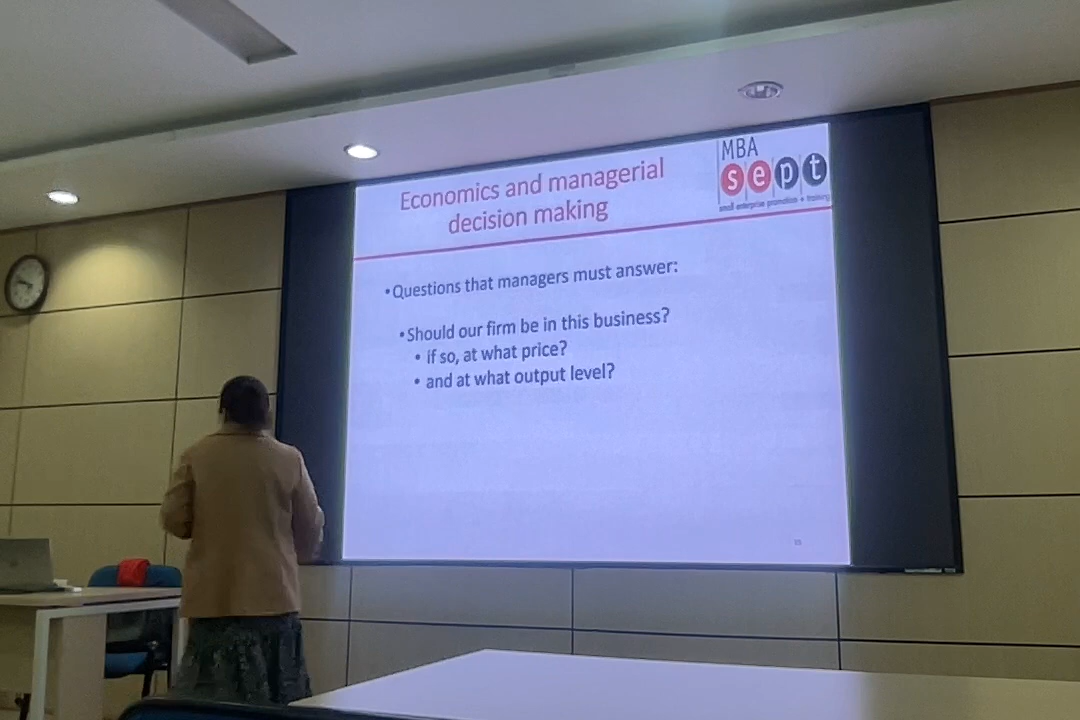 Economics and managerial
decision making
MBA
sept
small enterprise promotion + training
•Questions that managers must answer:
•Should our firm be in this business?
• if so, at what price?
• and at what output level?